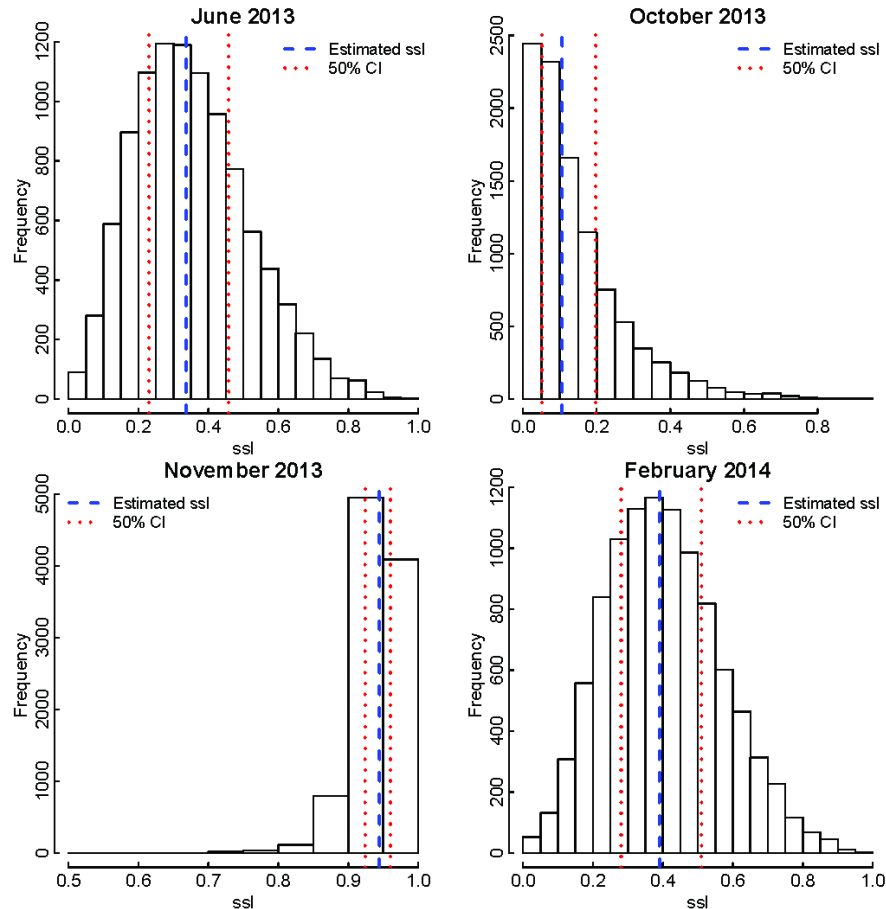 June 2013
Estimated ssl
50% CI
Frequency
0 200 400 600 800 1000 1200
0.0 0.2 0.4 0.6 0.8 1.0
ssl
October 2013
Estimated ssl
50% CI
Frequency
0 500 1000 1500 2000 2500
0.0 0.2 0.4 0.6 0.8
ssl
November 2013
Estimated ssl
50% CI
Frequency
0 1000 2000 3000 4000 5000
0.5 0.6 0.7 0.8 0.9 1.0
ssl
February 2014
Estimated ssl
50% CI
Frequency
0 200 400 600 800 1000 1200
0.0 0.2 0.4 0.6 0.8 1.0
ssl